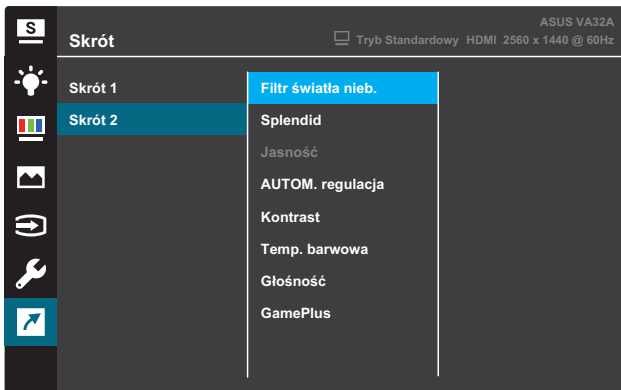 S
ASUS VA32A
Skrót
Tryb Standardowy HDMI 2560 x 1440 @ 60Hz
Skrót 1
Skrót 2
Filtr światła nieb.
Splendid
Jasność
AUTOM. regulacja
Kontrast
Temp. barwowa
Głośność
GamePlus